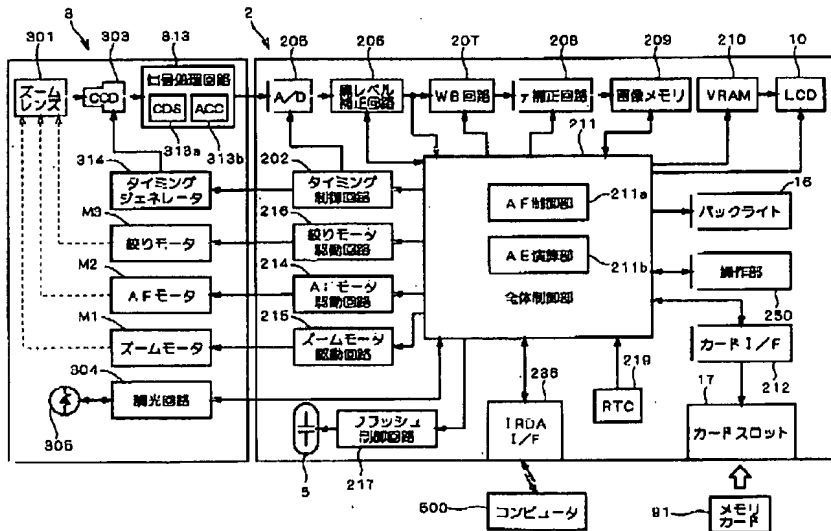 3
2
301
303
313
205
206
207
208
209
210
10
ズーム
レンズ
CCD
信号処理回路
CDS
AGC
313a
313b
A/D
黒レベル
補正回路
WB回路
γ補正回路
画像メモリ
VRAM
LCD
211
314
タイミング
ジェネレータ
202
タイミング
制御回路
AF制御部
211a
16
バックライト
M3
絞りモータ
216
絞りモータ
駆動回路
AE演算部
211b
操作部
250
M2
AFモータ
214
AFモータ
駆動回路
全体制御部
M1
ズームモータ
215
ズームモータ
駆動回路
カードI/F
212
304
調光回路
305
219
RTC
236
IRDA
I/F
17
カードスロット
フラッシュ
制御回路
217
5
500
コンピュータ
91
メモリ
カード